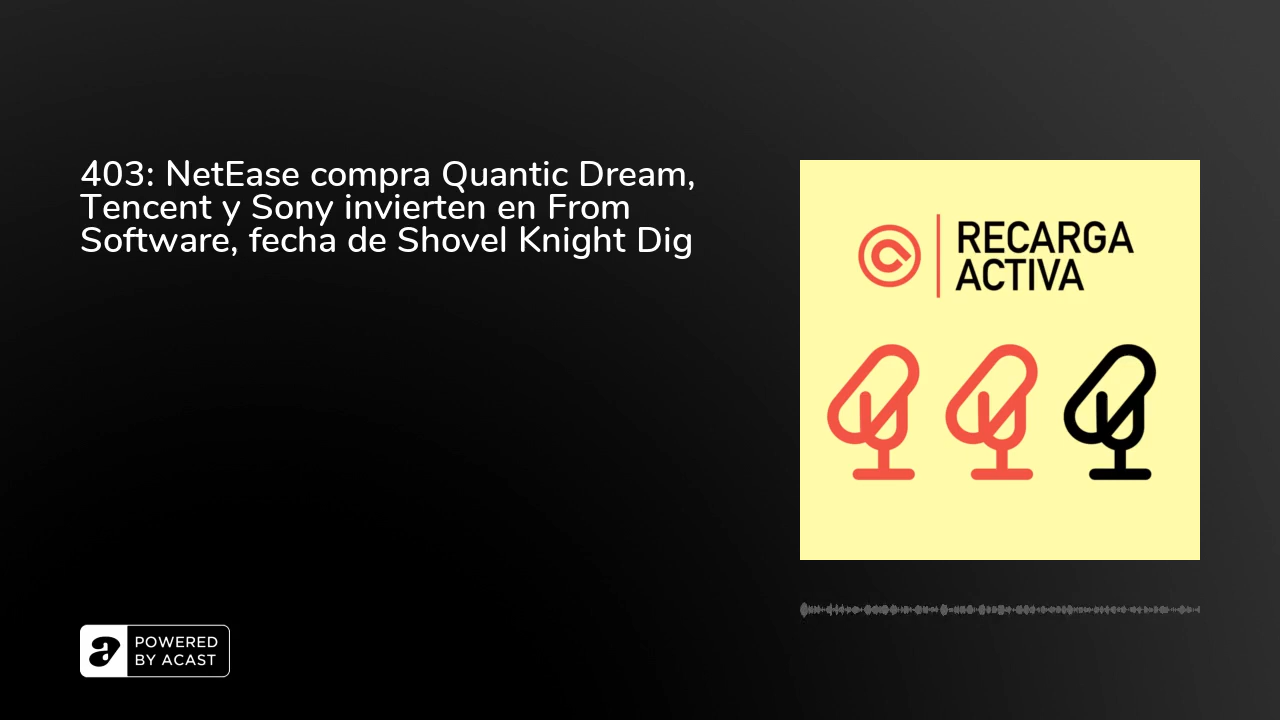 403: NetEase compra Quantic Dream,
Tencent y Sony invierten en From
Software, fecha de Shovel Knight Dig
RECARGA
ACTIVA
POWERED
BY ACAST